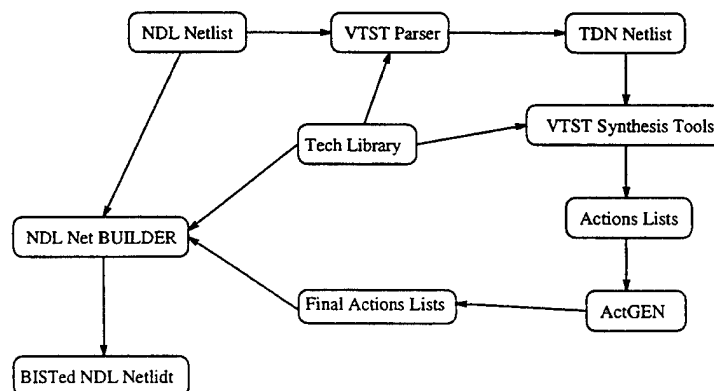 NDL Netlist
VTST Parser
TDN Netlist
VTST Synthesis Tools
Tech Library
Actions Lists
NDL Net BUILDER
Final Actions Lists
ActGEN
BISTed NDL Netlidt